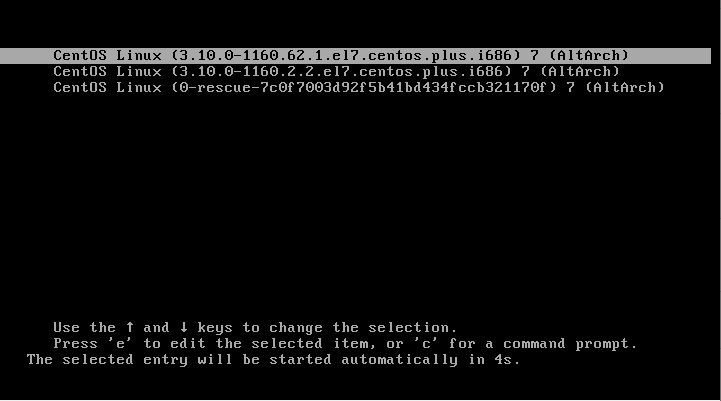 CentOS Linux (3.10.0-1160.62.1.el7.centos.plus.i686) 7 (AltArch)
CentOS Linux (3.10.0-1160.2.2.el7.centos.plus.i686) 7 (AltArch)
CentOS Linux (0-rescue-7c0f7003d92f5b41bd434fccb321170f) 7 (AltArch)
Use the ↑ and ↓ keys to change the selection.
Press 'e' to edit the selected item, or 'c' for a command prompt.
The selected entry will be started automatically in 4s.